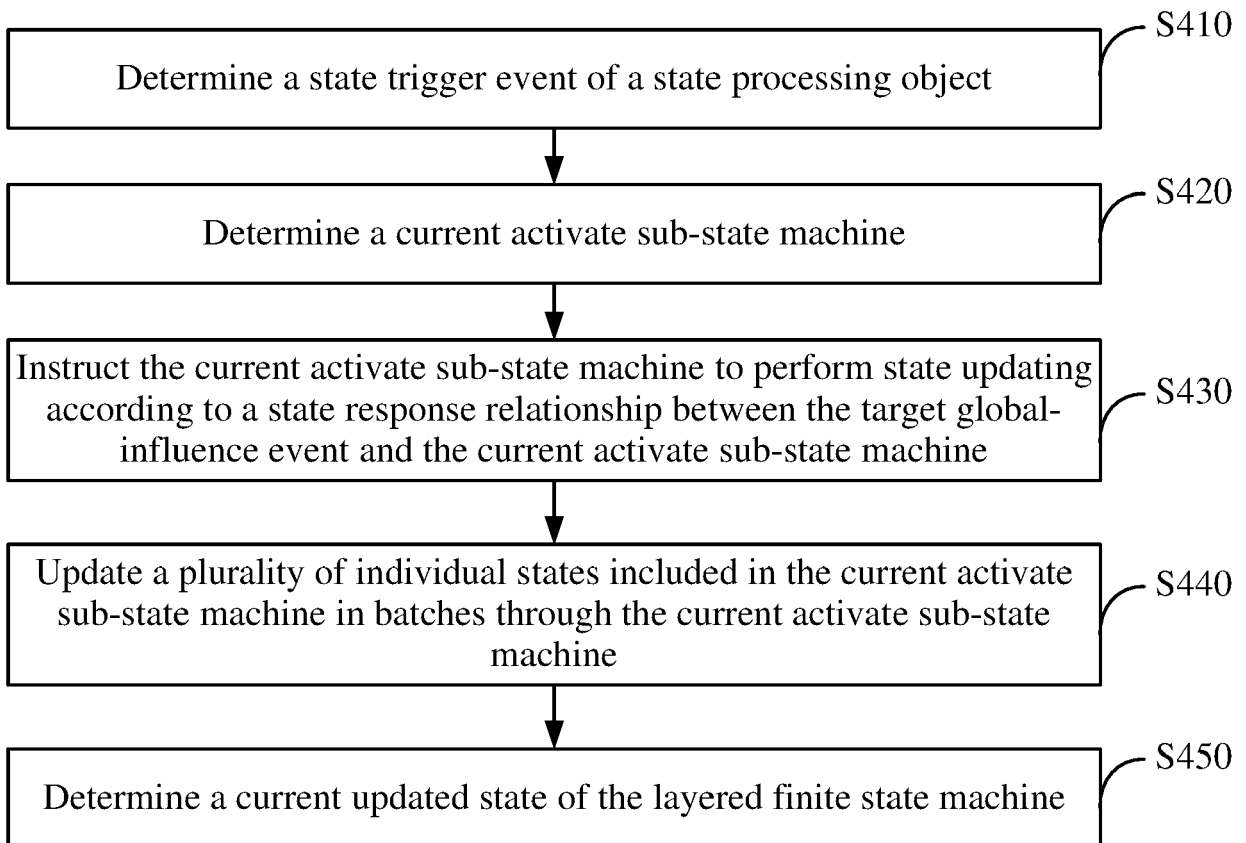 S410
Determine a state trigger event of a state processing object
S420
Determine a current activate sub-state machine
Instruct the current activate sub-state machine to perform state updating
according to a state response relationship between the target global-
influence event and the current activate sub-state machine
S430
Update a plurality of individual states included in the current activate
sub-state machine in batches through the current activate sub-state
machine
S440
S450
Determine a current updated state of the layered finite state machine